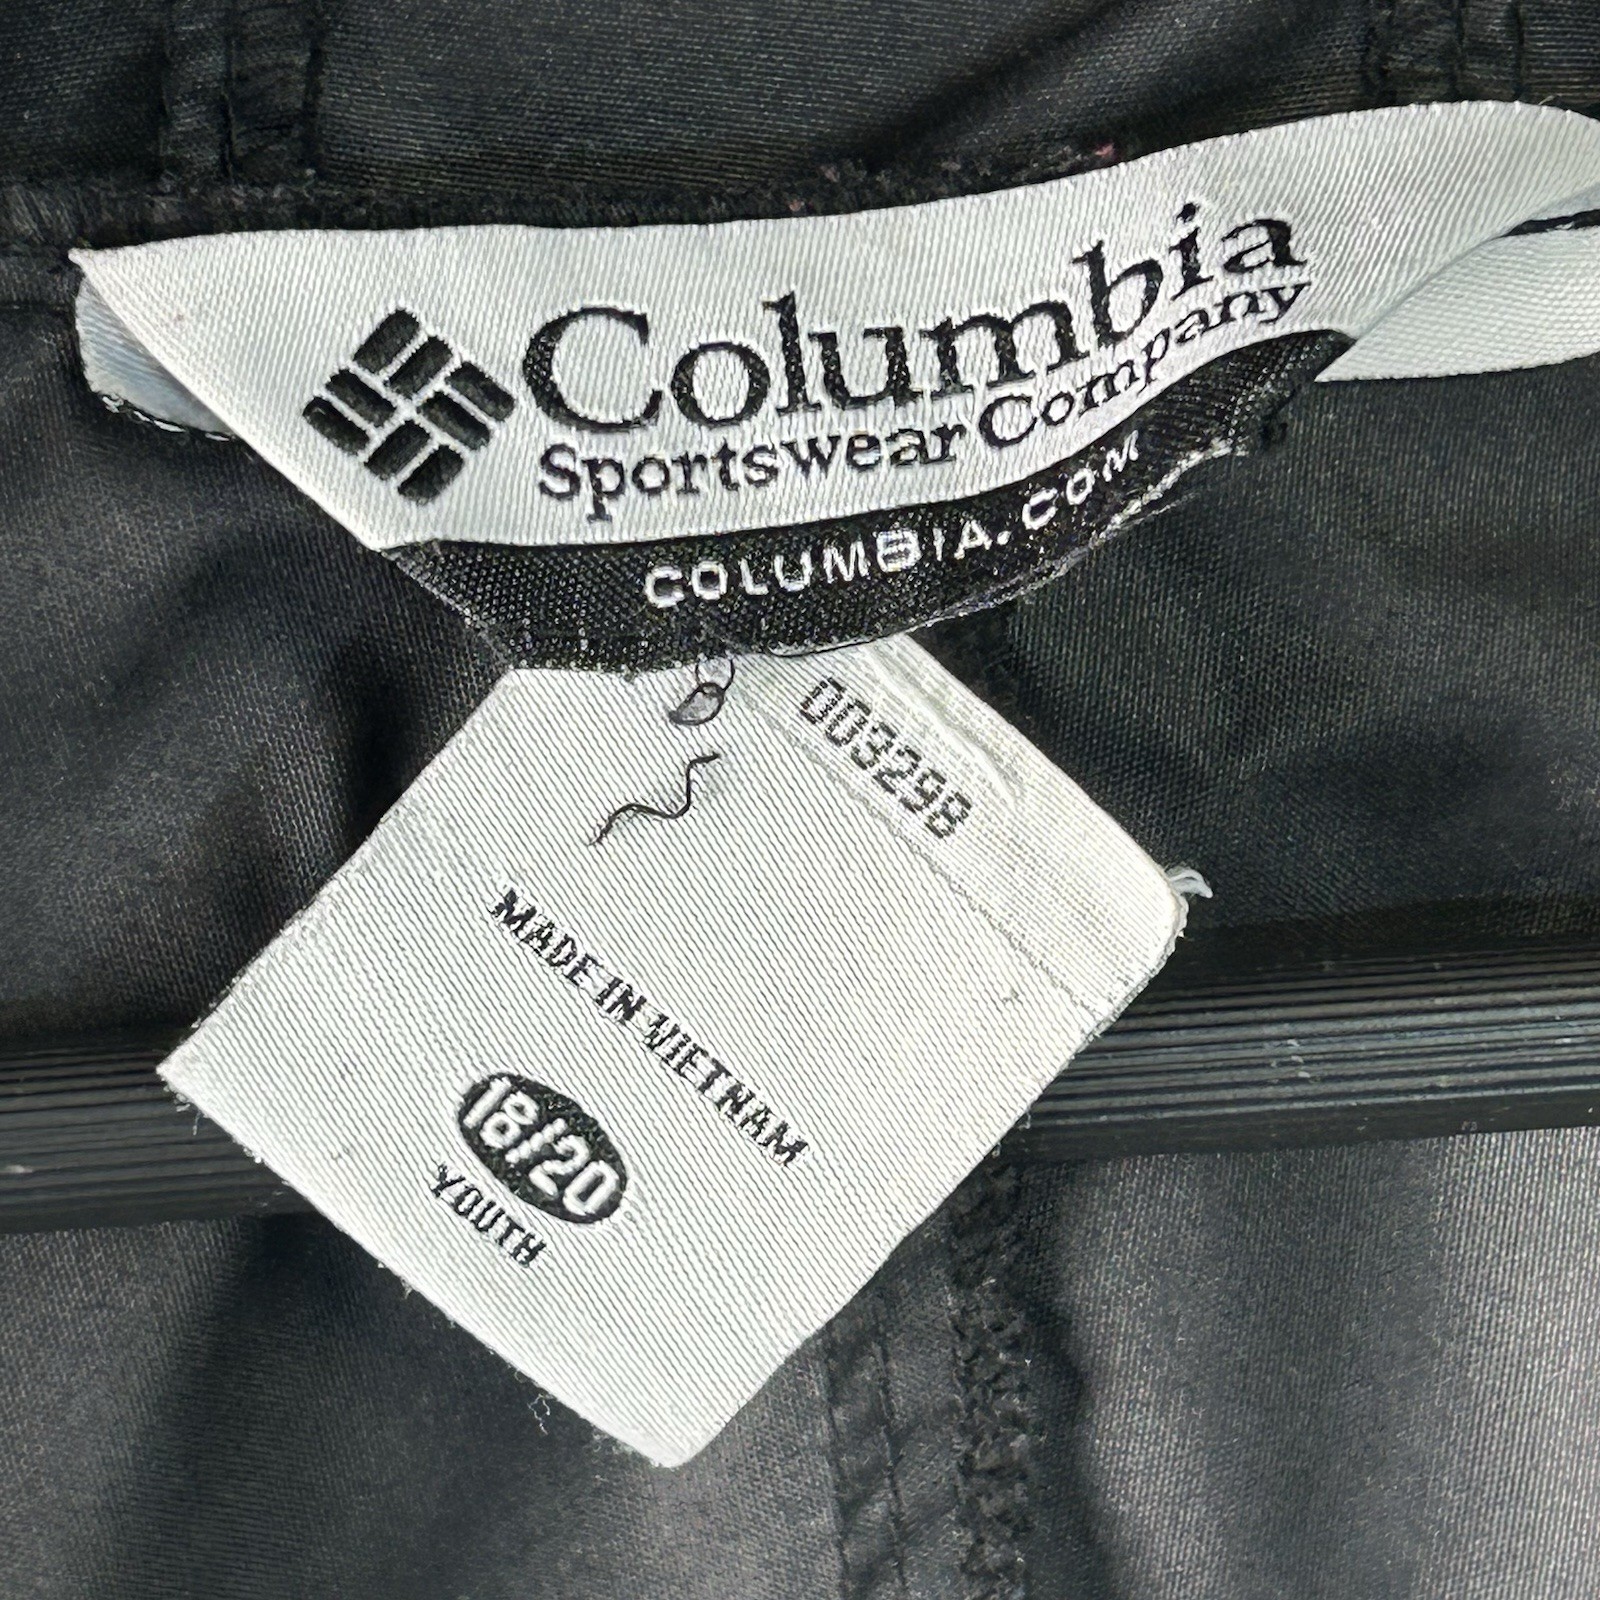 Columbia
Sportswear Company
COLUMBIA.COM
003298
MADE IN VIETNAM
18/20
YOUTH